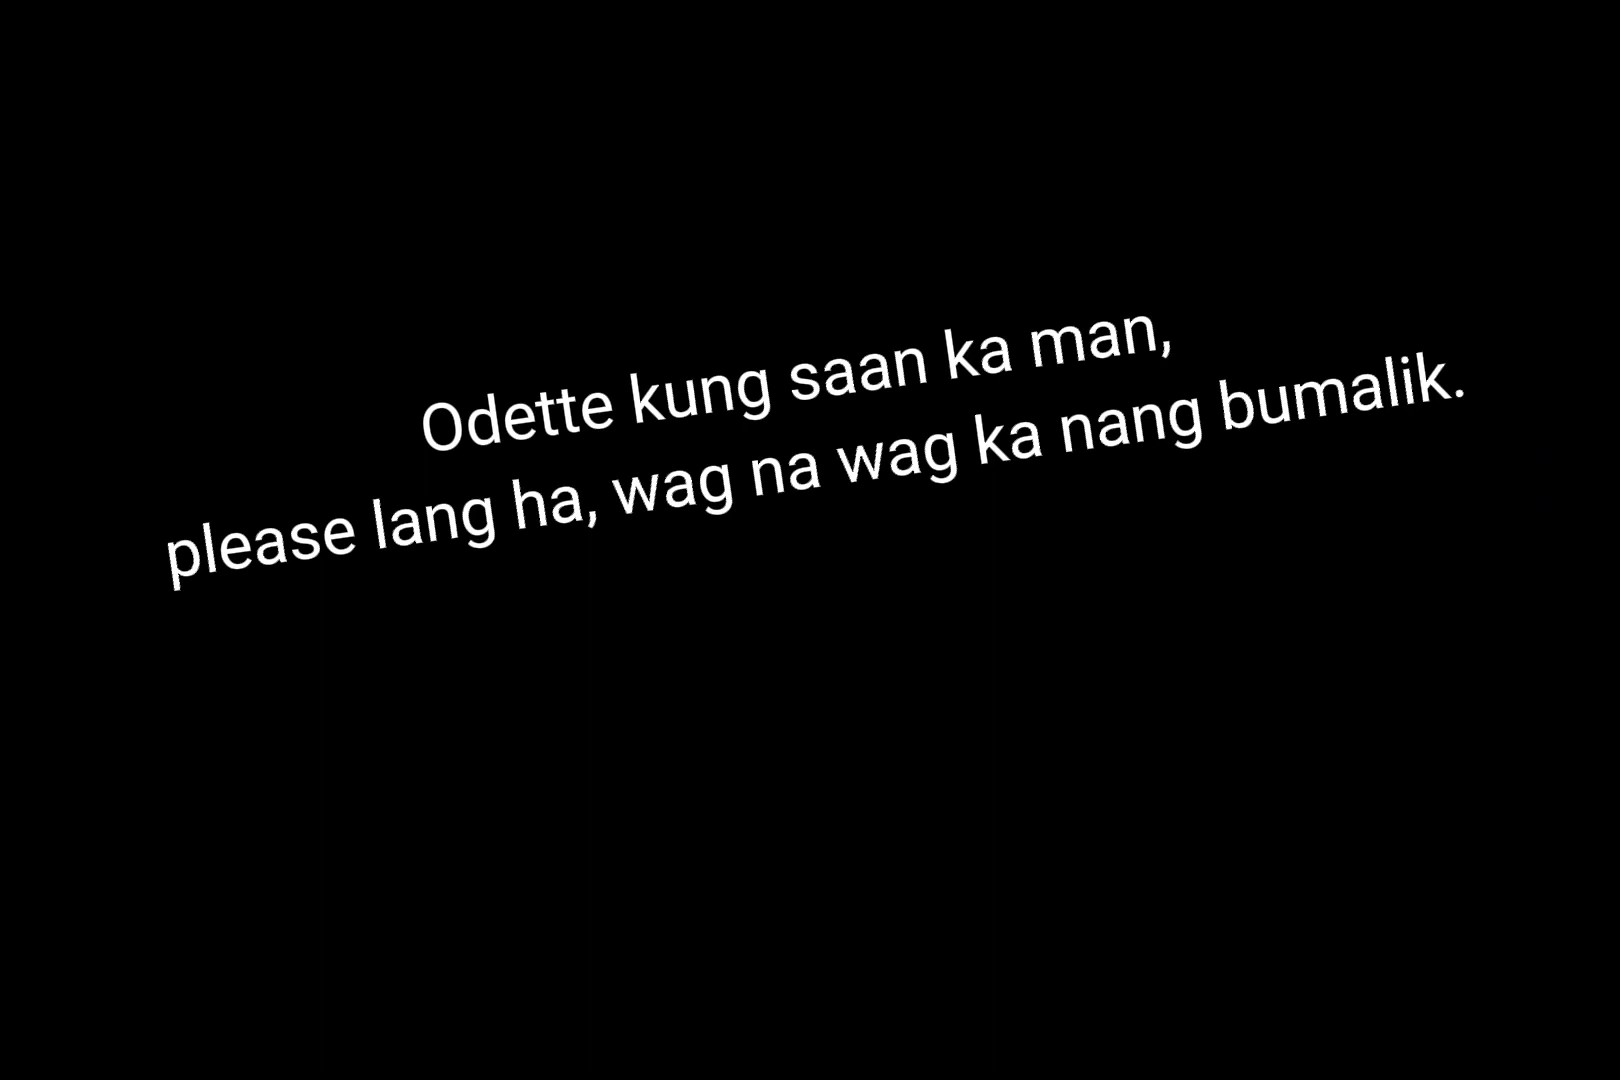 Odette kung saan ka man,
please lang ha, wag na wag ka nang bumalik.